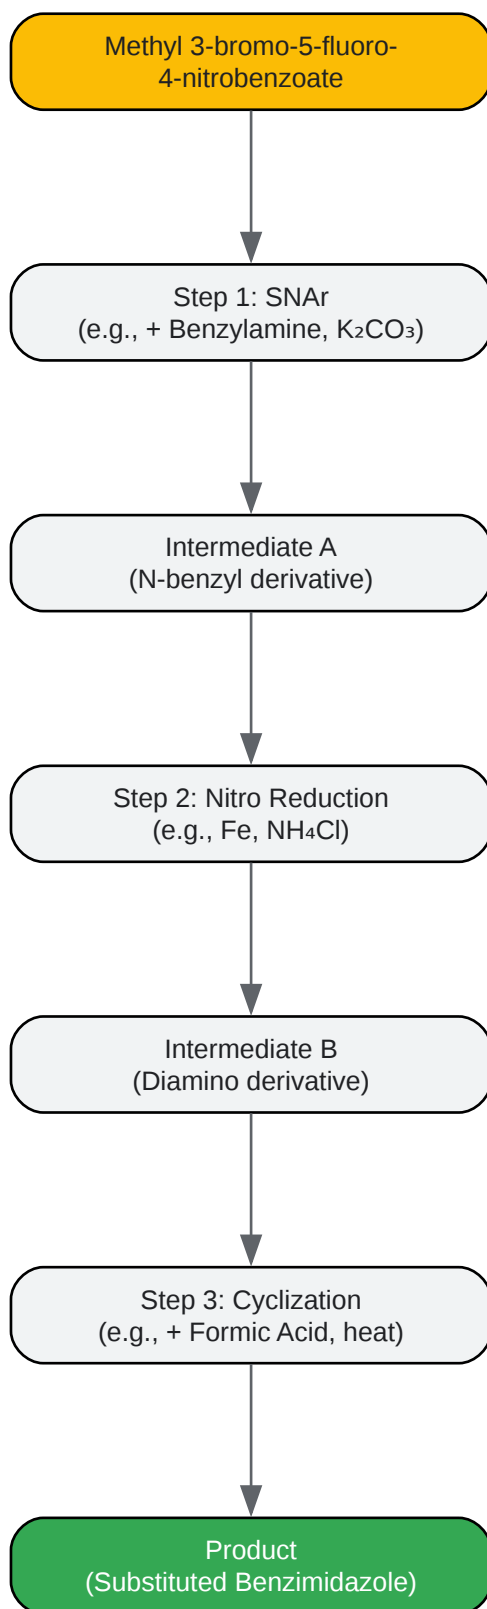 Methyl 3-bromo-5-fluoro-
4-nitrobenzoate
Step 1: SNAr
(e.g., + Benzylamine, K₂CO₃)
Intermediate A
(N-benzyl derivative)
Step 2: Nitro Reduction
(e.g., Fe, NH₄Cl)
Intermediate B
(Diamino derivative)
Step 3: Cyclization
(e.g., + Formic Acid, heat)
Product
(Substituted Benzimidazole)